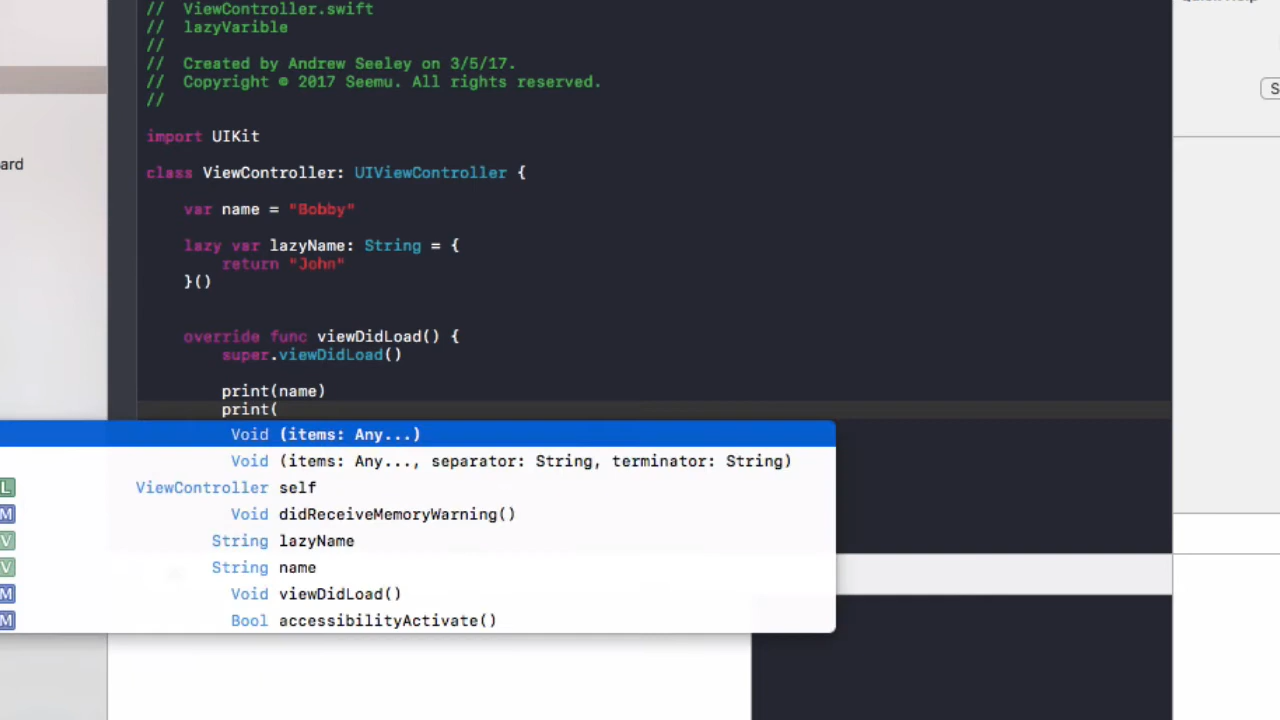 //  ViewController.swift
//  lazyVarible
//
//  Created by Andrew Seeley on 3/5/17.
//  Copyright © 2017 Seemu. All rights reserved.
//
import UIKit
class ViewController: UIViewController {
var name = "Bobby"
lazy var lazyName: String = {
return "John"
}()
override func viewDidLoad() {
super.viewDidLoad()
print(name)
print(
Void (items: Any...)
Void (items: Any..., separator: String, terminator: String)
L ViewController self
M Void didReceiveMemoryWarning()
V String lazyName
V String name
M Void viewDidLoad()
M Bool accessibilityActivate()
ard
S